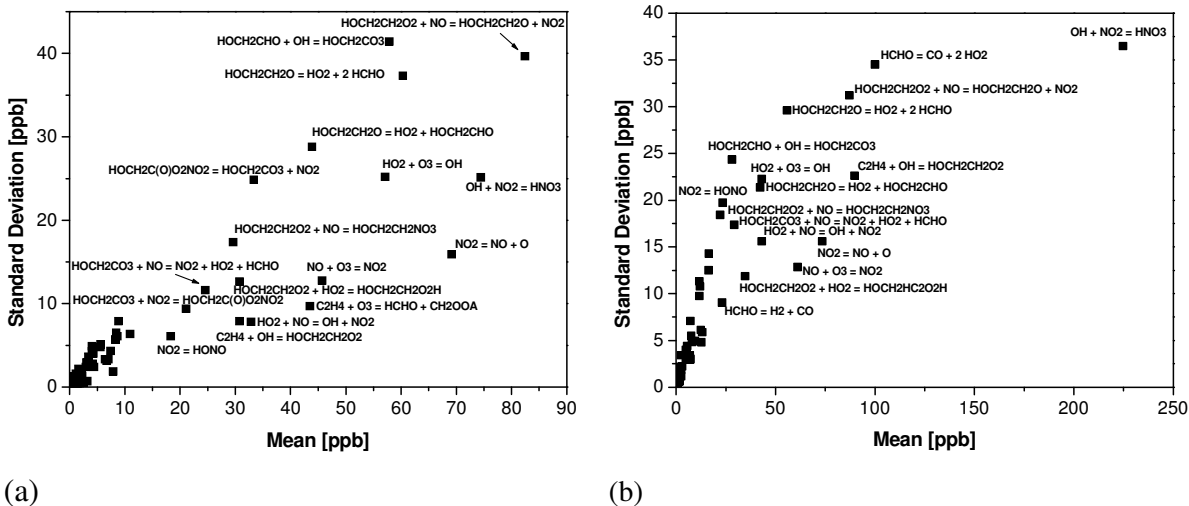 HOCH2CH2O2 + NO = HOCH2CH2O + NO2
HOCH2CHO + OH = HOCH2CO3
HOCH2CH2O = HO2 + 2 HCHO
HOCH2CH2O = HO2 + HOCH2CHO
HOCH2C(O)O2NO2 = HOCH2CO3 + NO2
HO2 + O3 = OH
OH + NO2 = HNO3
HOCH2CH2O2 + NO = HOCH2CH2NO3
NO2 = NO + O
HOCH2CO3 + NO = NO2 + HO2 + HCHO
NO + O3 = NO2
HOCH2CH2O2 + HO2 = HOCH2CH2O2H
HOCH2CO3 + NO2 = HOCH2C(O)O2NO2
C2H4 + O3 = HCHO + CH2OOA
HO2 + NO = OH + NO2
C2H4 + OH = HOCH2CH2O2
NO2 = HONO
40
30
20
10
0
Standard Deviation [ppb]
0 10 20 30 40 50 60 70 80 90
Mean [ppb]
(a)
OH + NO2 = HNO3
HCHO = CO + 2 HO2
HOCH2CH2O2 + NO = HOCH2CH2O + NO2
HOCH2CH2O = HO2 + 2 HCHO
HOCH2CHO + OH = HOCH2CO3
HO2 + O3 = OH
C2H4 + OH = HOCH2CH2O2
NO2 = HONO
HOCH2CH2O = HO2 + HOCH2CHO
HOCH2CH2O2 + NO = HOCH2CH2NO3
HOCH2CO3 + NO = NO2 + HO2 + HCHO
HO2 + NO = OH + NO2
NO2 = NO + O
NO + O3 = NO2
HOCH2CH2O2 + HO2 = HOCH2HC2O2H
HCHO = H2 + CO
40
35
30
25
20
15
10
5
0
Standard Deviation [ppb]
0 50 100 150 200 250
Mean [ppb]
(b)